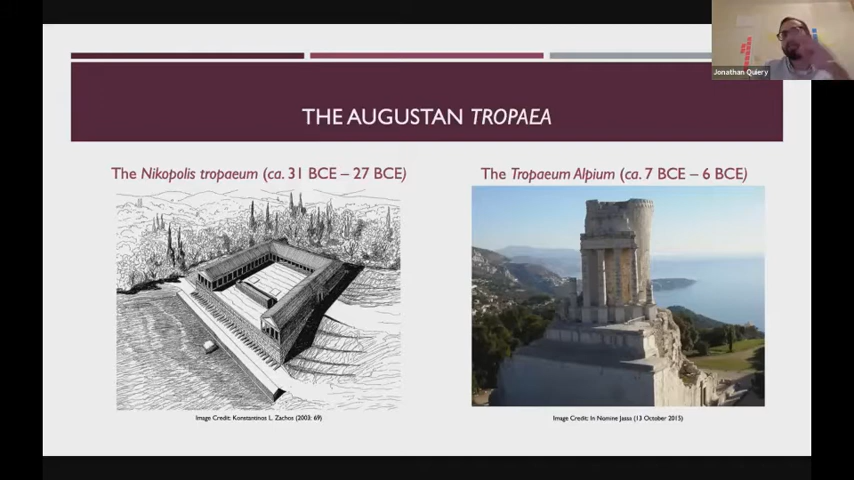 Jonathan Quiery
THE AUGUSTAN TROPAEA
The Nikopolis tropaeum (ca. 31 BCE – 27 BCE)
The Tropaeum Alpium (ca. 7 BCE – 6 BCE)
Image Credit: Konstantinos L. Zachos (2003: 69)
Image Credit: In Nomine Jassu (13 October 2015)